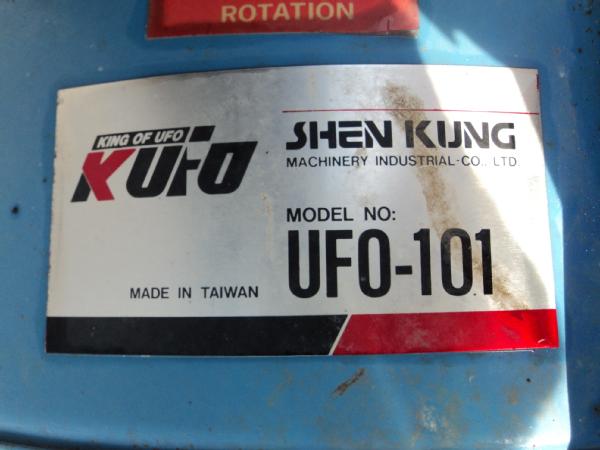 ROTATION
KING OF UFO
KUFO
SHEN KUNG
MACHINERY INDUSTRIAL-CO., LTD.
MODEL NO:
UFO-101
MADE IN TAIWAN